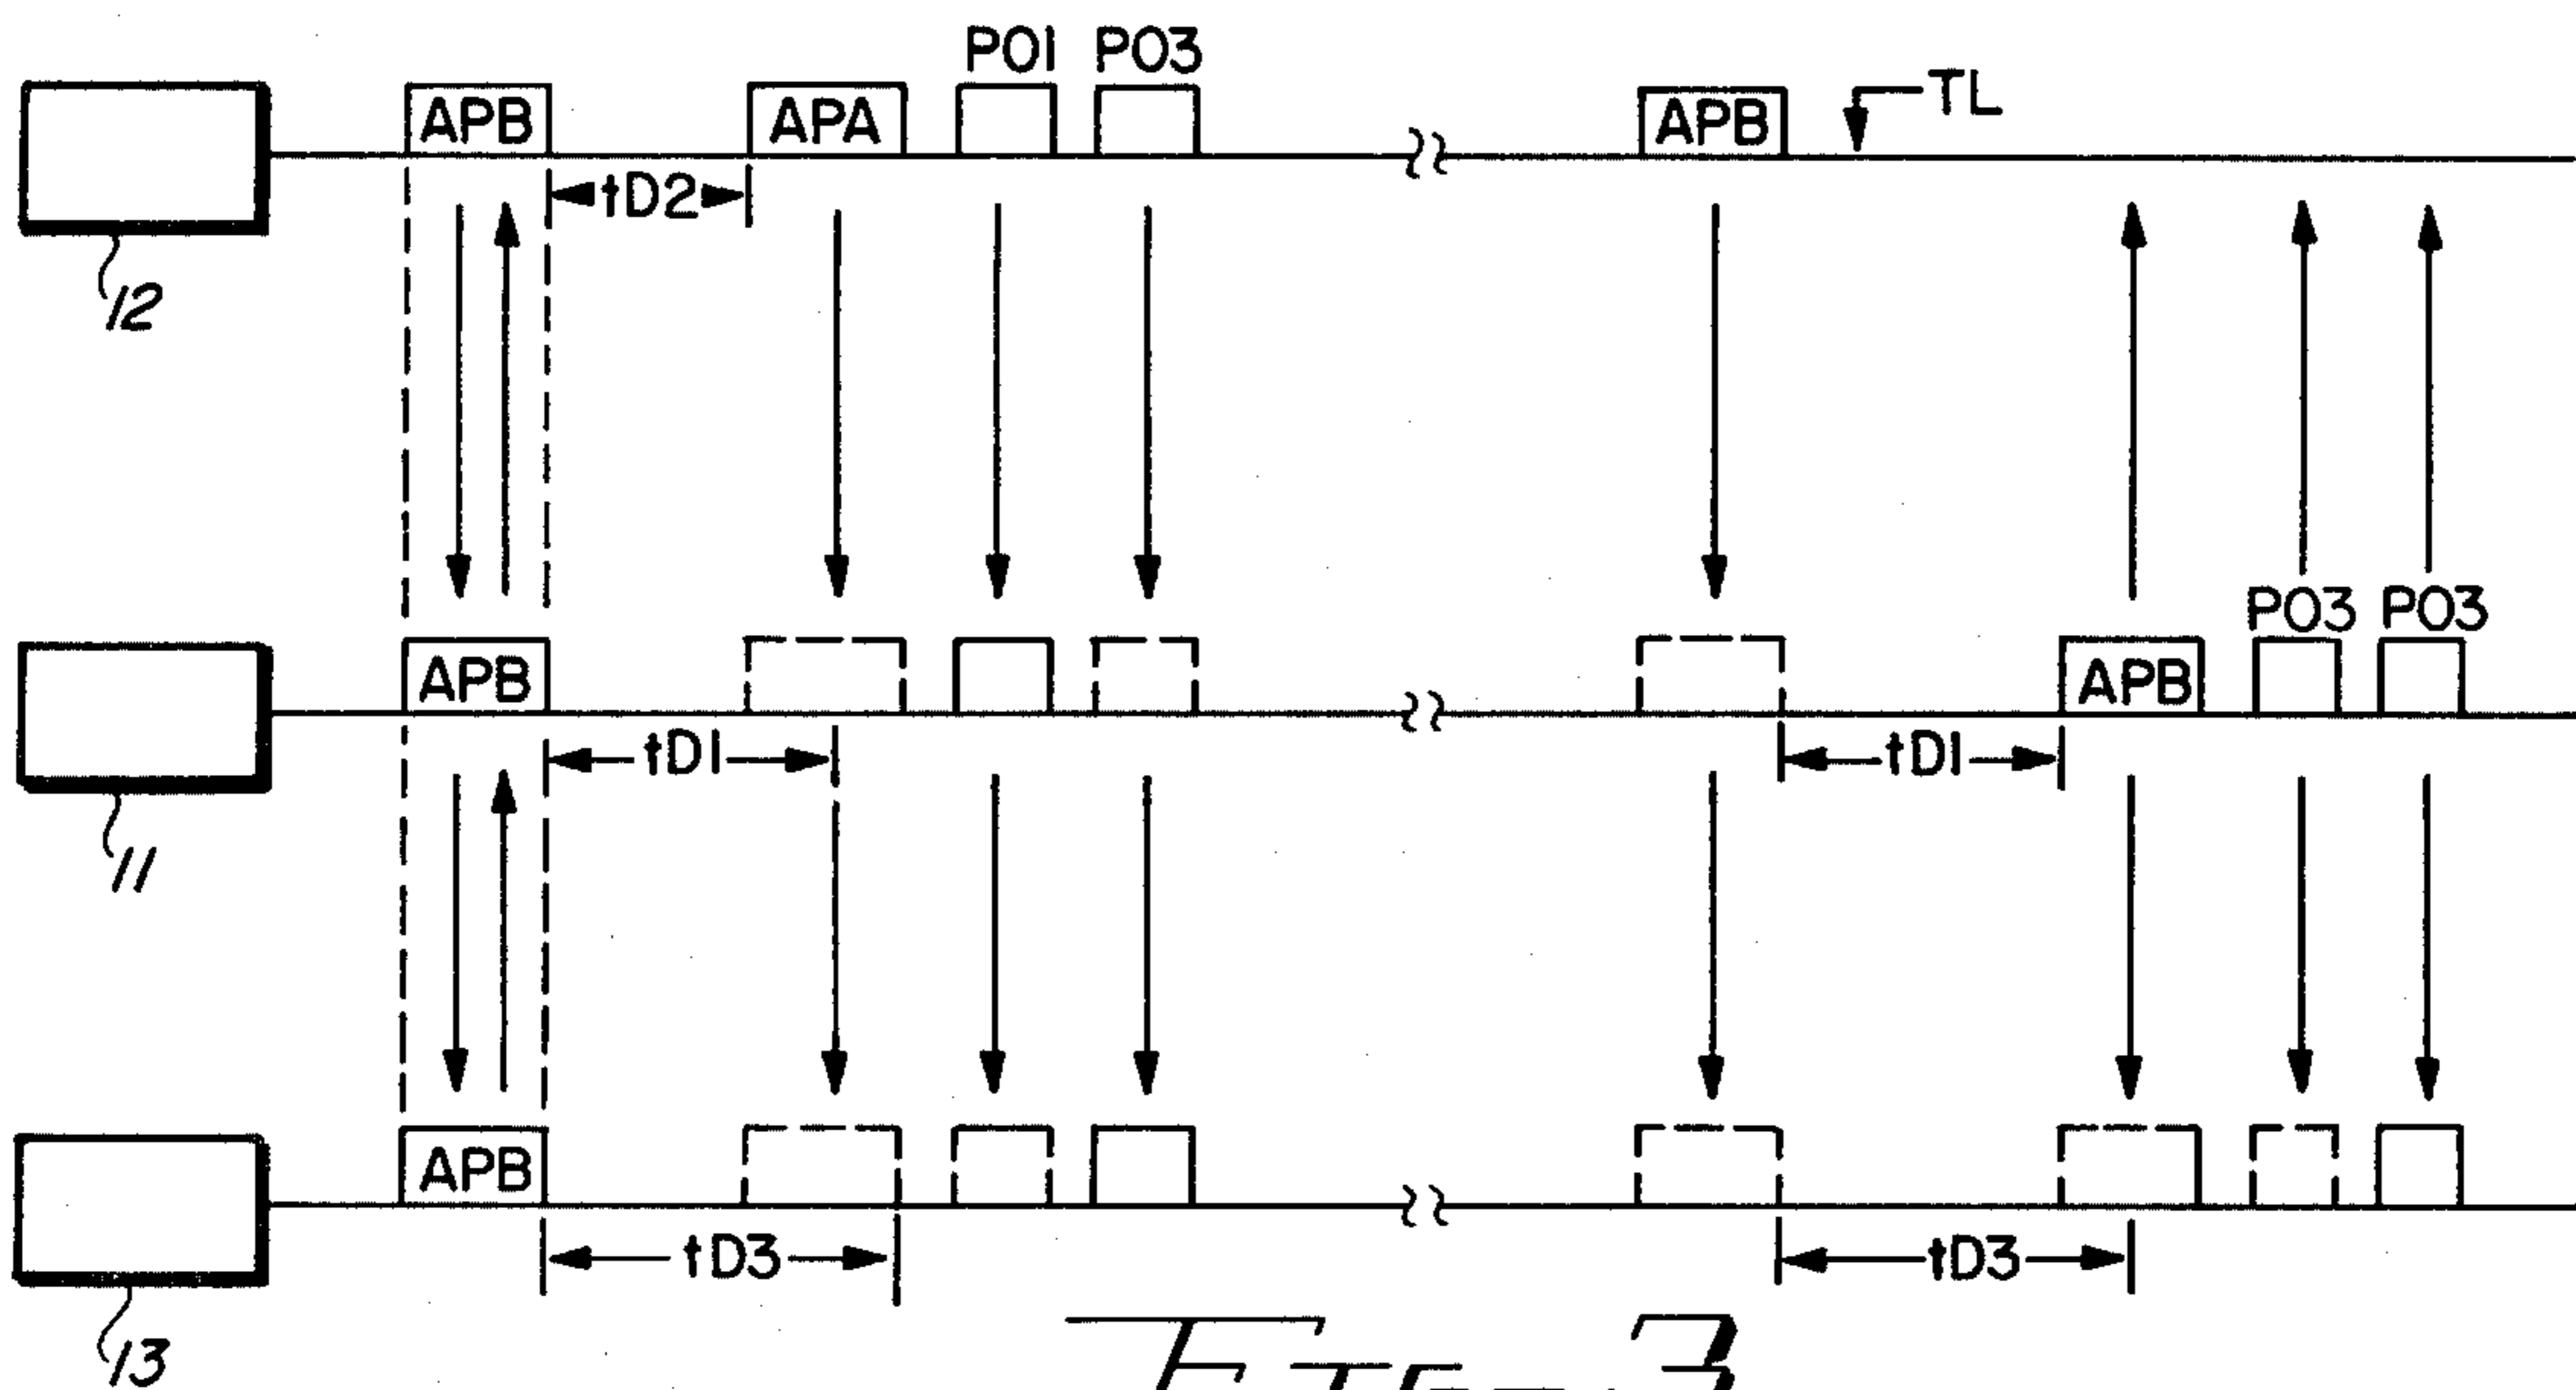 PO1 PO3
APB APA APB TL
tD2
12
PO3 PO3
APB APB
tD1 tD1
11
APB
tD3 tD3
13